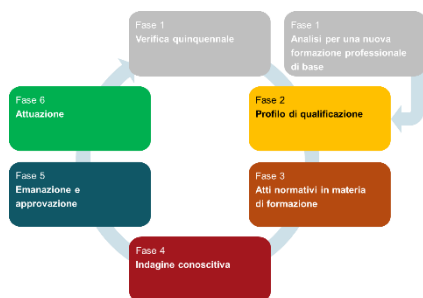 Fase 1
Verifica quinquennale
Fase 1
Analisi per una nuova
formazione professionale
di base
Fase 6
Attuazione
Fase 2
Profilo di qualificazione
Fase 5
Emanazione e
approvazione
Fase 3
Atti normativi in materia
di formazione
Fase 4
Indagine conoscitiva